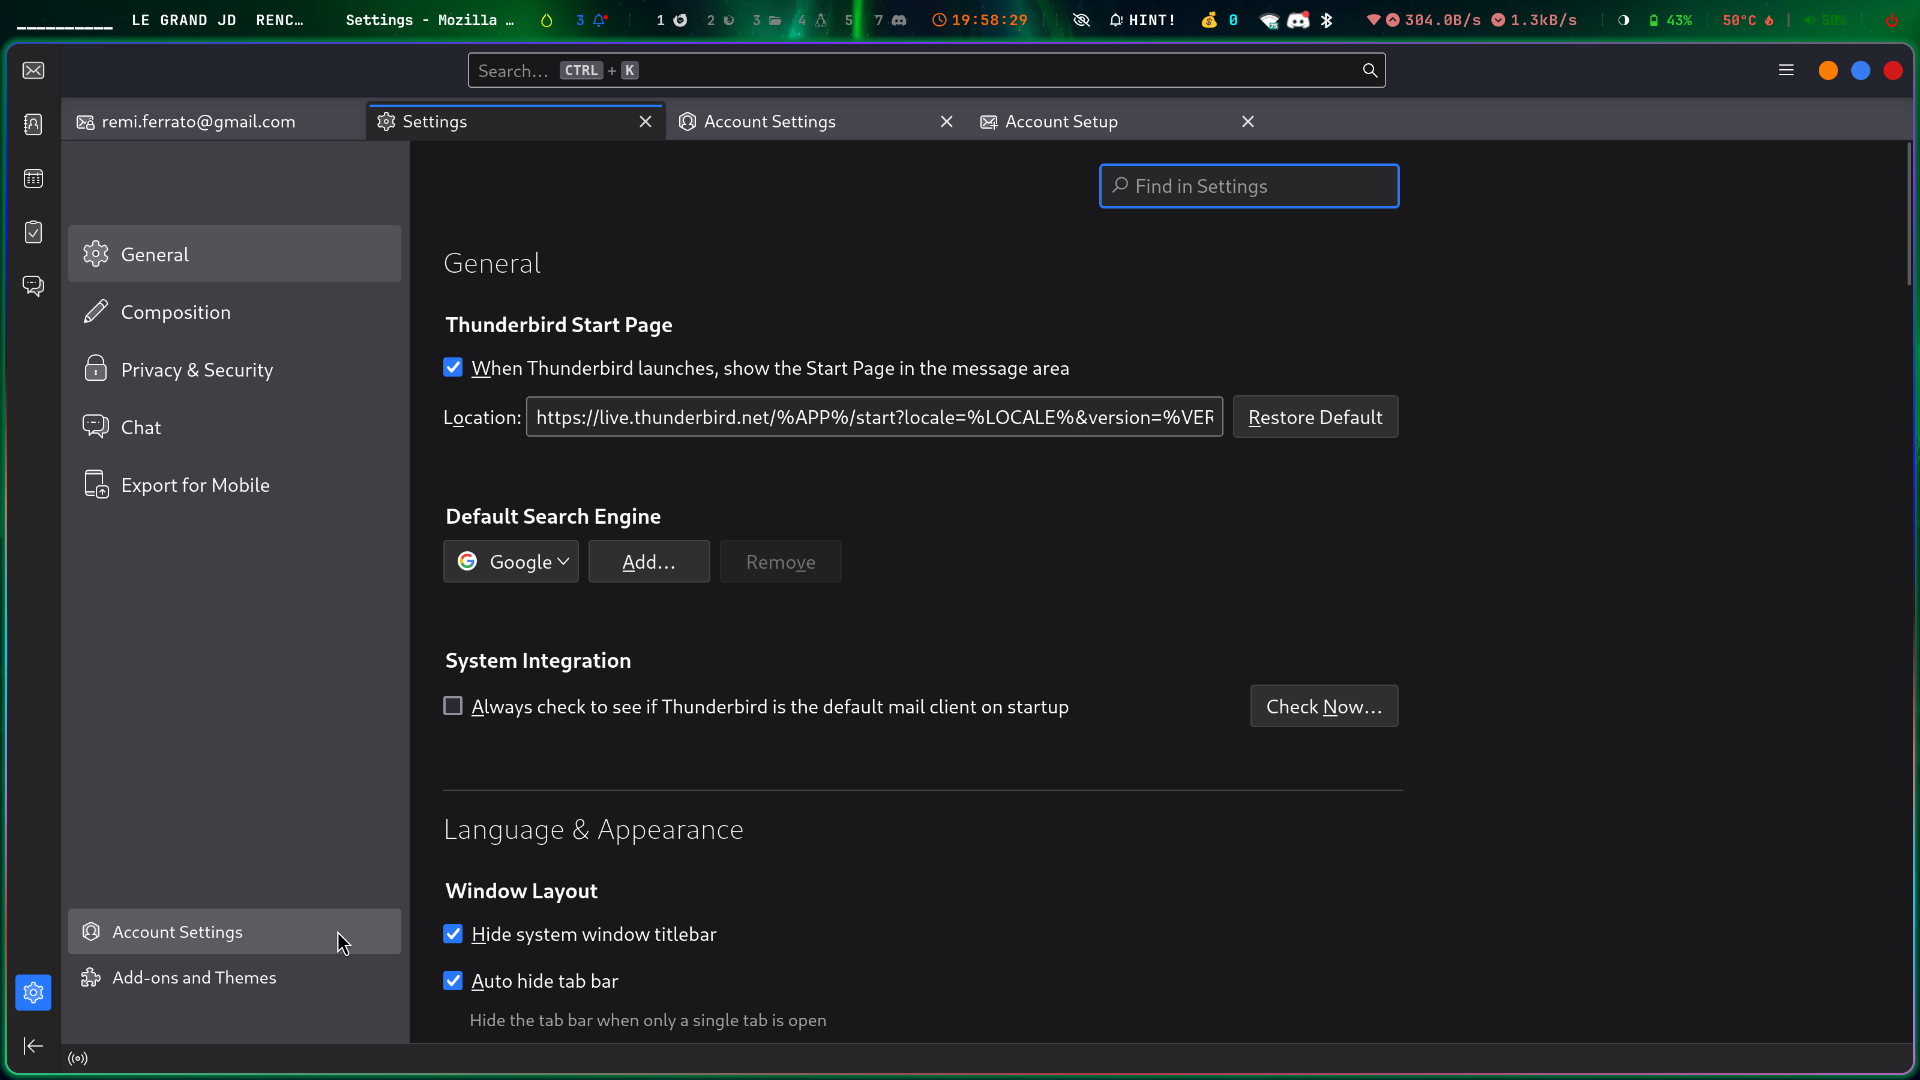 LE GRAND JD RENC… Settings - Mozilla … 3 1 2 3 4 5 7 19:58:29 HINT! 0 304.0B/s 1.3kB/s 43% 50°C 50%
Search… CTRL + K
remi.ferrato@gmail.com Settings Account Settings Account Setup
Find in Settings
General
Composition
Privacy & Security
Chat
Export for Mobile
Account Settings
Add-ons and Themes
General
Thunderbird Start Page
When Thunderbird launches, show the Start Page in the message area
Location: https://live.thunderbird.net/%APP%/start?locale=%LOCALE%&version=%VER Restore Default
Default Search Engine
Google Add… Remove
System Integration
Always check to see if Thunderbird is the default mail client on startup Check Now…
Language & Appearance
Window Layout
Hide system window titlebar
Auto hide tab bar
Hide the tab bar when only a single tab is open